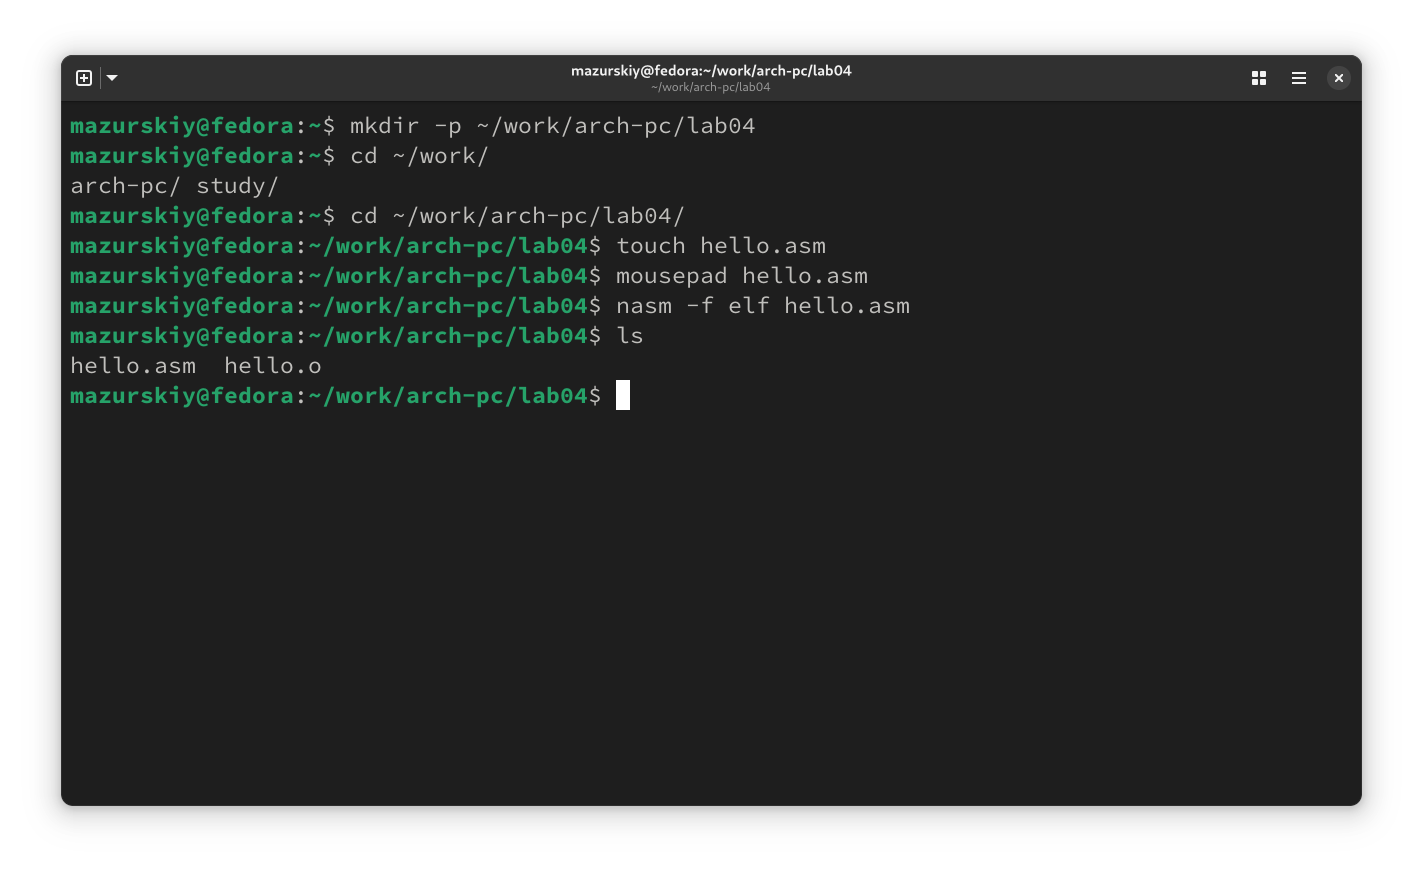 mazurskiy@fedora:~/work/arch-pc/lab04
~/work/arch-pc/lab04
mazurskiy@fedora:~$ mkdir -p ~/work/arch-pc/lab04
mazurskiy@fedora:~$ cd ~/work/
arch-pc/ study/
mazurskiy@fedora:~$ cd ~/work/arch-pc/lab04/
mazurskiy@fedora:~/work/arch-pc/lab04$ touch hello.asm
mazurskiy@fedora:~/work/arch-pc/lab04$ mousepad hello.asm
mazurskiy@fedora:~/work/arch-pc/lab04$ nasm -f elf hello.asm
mazurskiy@fedora:~/work/arch-pc/lab04$ ls
hello.asm  hello.o
mazurskiy@fedora:~/work/arch-pc/lab04$